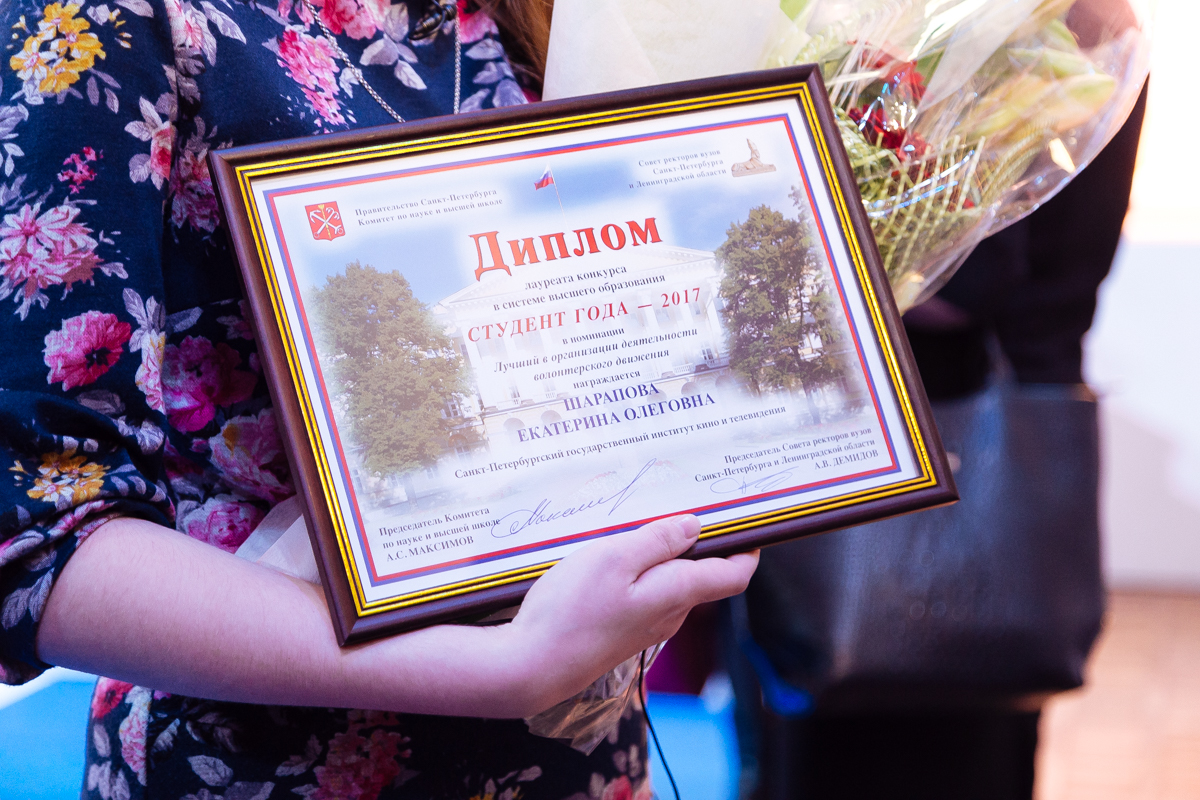 Правительство Санкт-Петербурга
Комитет по науке и высшей школе
Совет ректоров вузов
Санкт-Петербурга
и Ленинградской области
Диплом
лауреата конкурса
в системе высшего образования
СТУДЕНТ ГОДА — 2017
в номинации
Лучший в организации деятельности
волонтерского движения
награждается
ШАРАПОВА
ЕКАТЕРИНА ОЛЕГОВНА
Санкт-Петербургский государственный институт кино и телевидения
Председатель Комитета
по науке и высшей школе
А.С. МАКСИМОВ
Председатель Совета ректоров вузов
Санкт-Петербурга и Ленинградской области
А.В. ДЕМИДОВ